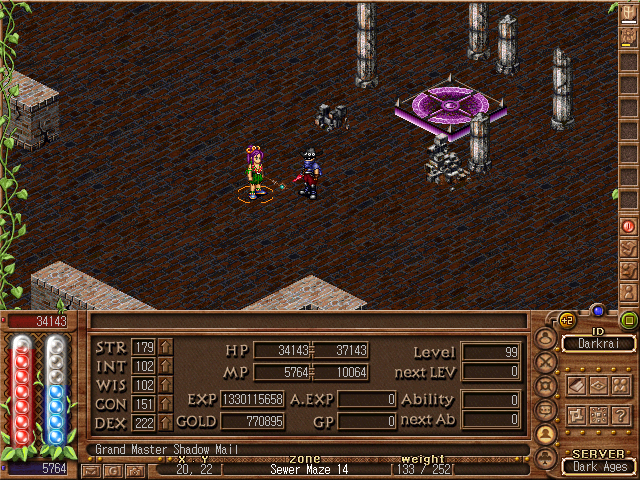 34143
+2
ID
Darkrai
STR 179
HP 34143 37143
Level 99
INT 102
MP 5764 10064
next LEV 0
WIS 102
CON 151
EXP 1330115658
A.EXP 0
Ability 0
DEX 222
GOLD 770895
GP 0
next Ab 0
Grand Master Shadow Mail
x Y
zone
weight
SERVER
5764
G
20, 22
Sewer Maze 14
133 / 252
?
Dark Ages